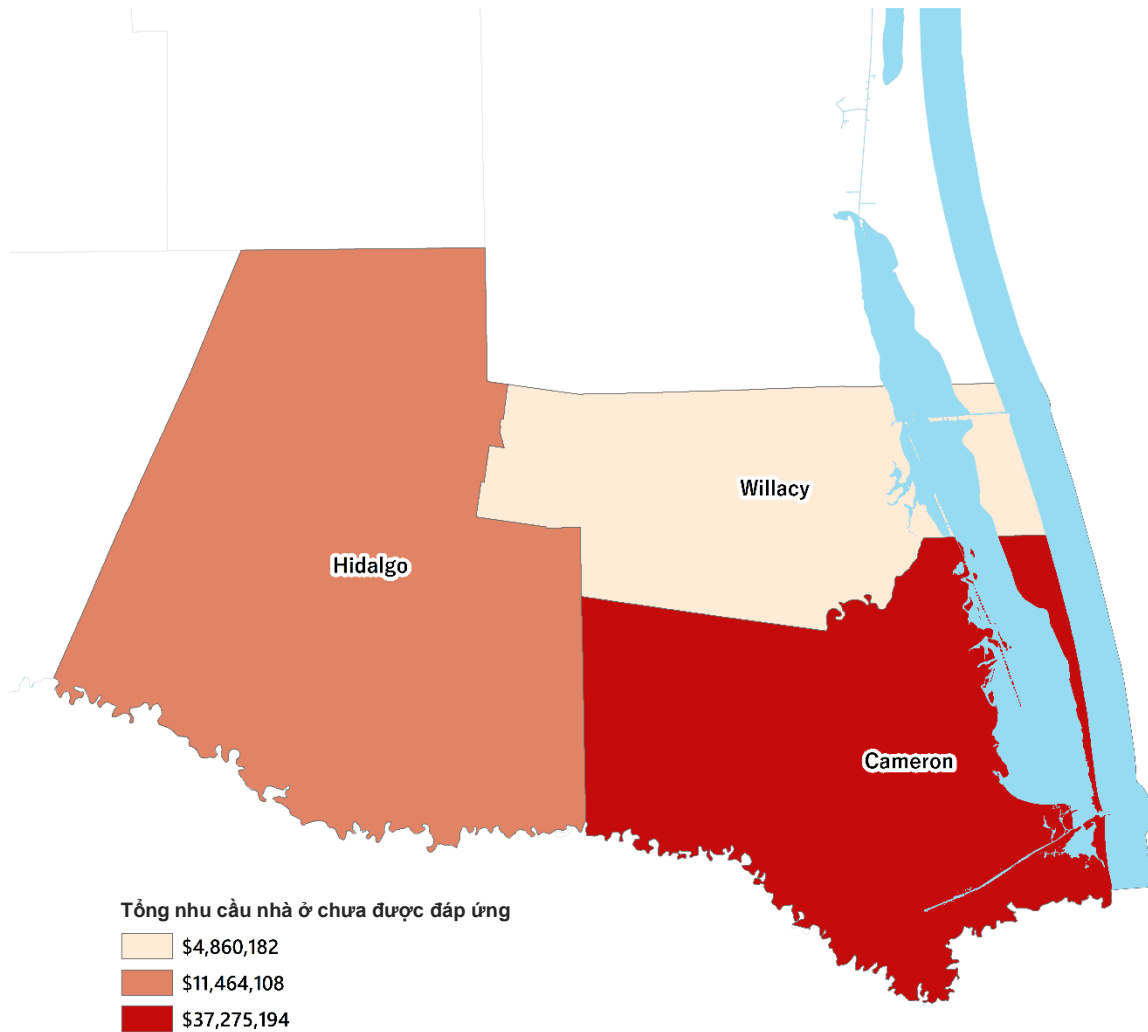 Willacy
Hidalgo
Cameron
Tổng nhu cầu nhà ở chưa được đáp ứng
$4,860,182
$11,464,108
$37,275,194